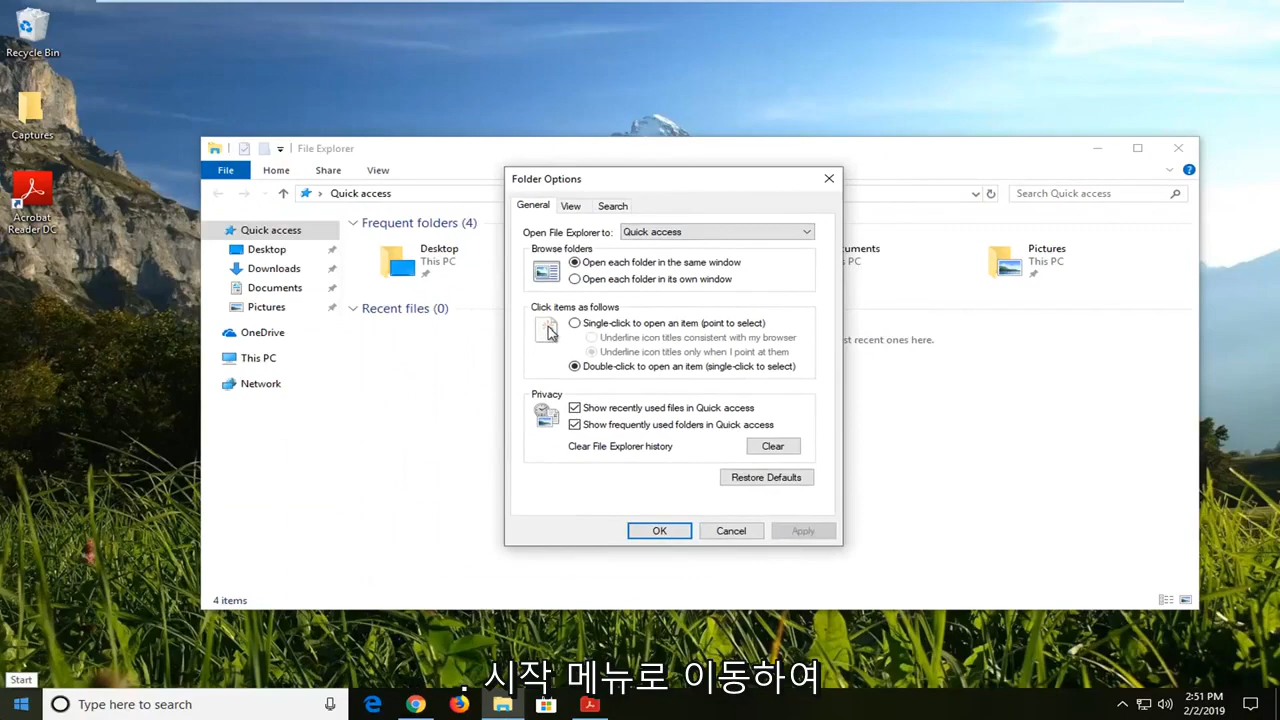 Recycle Bin
Captures
Acrobat
Reader DC
File Explorer
File
Home
Share
View
Quick access
Search Quick access
Quick access
Desktop
Downloads
Documents
Pictures
OneDrive
This PC
Network
Frequent folders (4)
Desktop
This PC
cuments
PC
Pictures
This PC
Recent files (0)
st recent ones here.
4 items
Folder Options
General
View
Search
Open File Explorer to:
Quick access
Browse folders
Open each folder in the same window
Open each folder in its own window
Click items as follows
Single-click to open an item (point to select)
Underline icon titles consistent with my browser
Underline icon titles only when I point at them
Double-click to open an item (single-click to select)
Privacy
Show recently used files in Quick access
Show frequently used folders in Quick access
Clear File Explorer history
Clear
Restore Defaults
OK
Cancel
Apply
. 시작 메뉴로 이동하여
Start
Type here to search
2:51 PM
2/2/2019